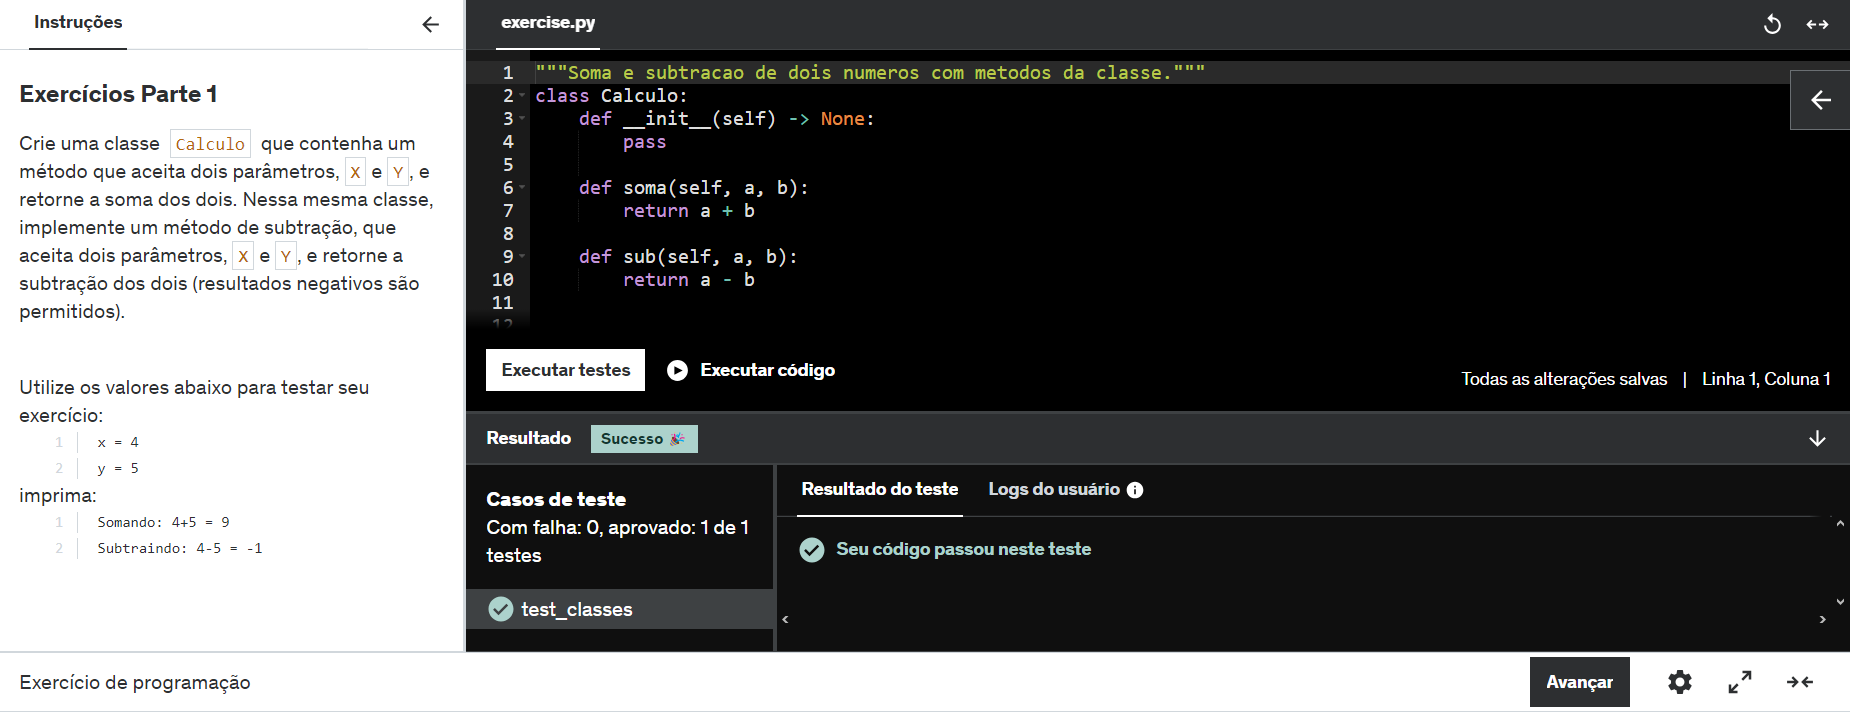 Instruções
Exercícios Parte 1
Crie uma classe Calculo que contenha um
método que aceita dois parâmetros, X e Y, e
retorne a soma dos dois. Nessa mesma classe,
implemente um método de subtração, que
aceita dois parâmetros, X e Y, e retorne a
subtração dos dois (resultados negativos são
permitidos).
Utilize os valores abaixo para testar seu
exercício:
1 x = 4
2 y = 5
imprima:
1 Somando: 4+5 = 9
2 Subtraindo: 4-5 = -1
exercise.py
1 """Soma e subtracao de dois numeros com metodos da classe."""
2 class Calculo:
3     def __init__(self) -> None:
4         pass
5
6     def soma(self, a, b):
7         return a + b
8
9     def sub(self, a, b):
10         return a - b
11
12
Executar testes Executar código
Todas as alterações salvas | Linha 1, Coluna 1
Resultado Sucesso 🎉
Casos de teste
Com falha: 0, aprovado: 1 de 1
testes
test_classes
Resultado do teste Logs do usuário
Seu código passou neste teste
Exercício de programação
Avançar